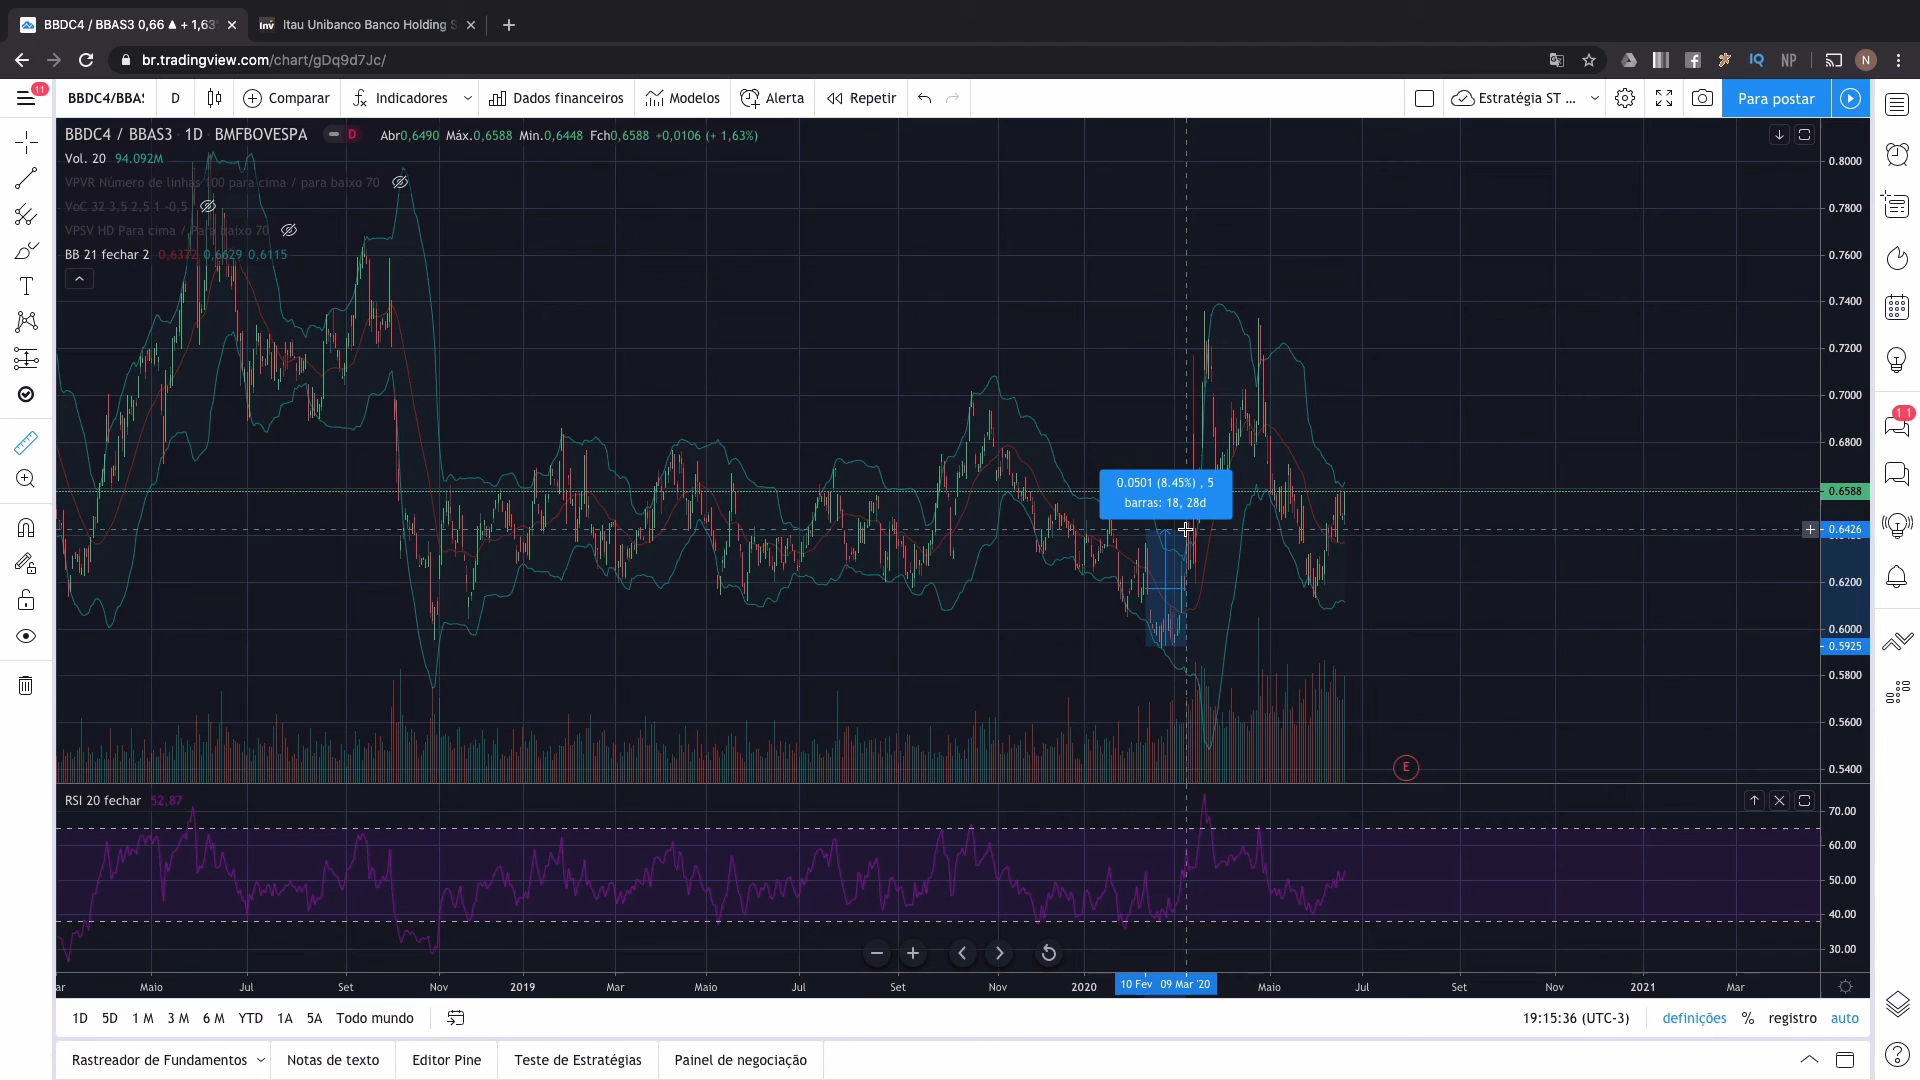 BBDC4 / BBAS3 0,66 ▲ + 1,63
Itau Unibanco Banco Holding S
br.tradingview.com/chart/gDq9d7Jc/
IQ NP N
11
BBDC4/BBA: D Comparar Indicadores Dados financeiros Modelos Alerta Repetir Estratégia ST ... Para postar
BBDC4 / BBAS3 · 1D · BMFBOVESPA D Abr0,6490 Máx.0,6588 Min.0,6448 Fch0,6588 +0,0106 (+ 1,63%)
Vol. 20 94.092M
VPVR Número de linhas 100 para cima / para baixo 70
VoC 32 3,5 2,5 1 -0,5
VPSV HD Para cima / Para baixo 70
BB 21 fechar 2 0,6372 0,6629 0,6115
0.8000
0.7800
0.7600
0.7400
0.7200
0.7000
0.6800
0.6588
0.6426
0.6200
0.6000
0.5925
0.5800
0.5600
0.5400
0.0501 (8.45%) , 5
barras: 18, 28d
E
11
RSI 20 fechar 52,87
70.00
60.00
50.00
40.00
30.00
ar Maio Jul Set Nov 2019 Mar Maio Jul Set Nov 2020 10 Fev 09 Mar '20 Maio Jul Set Nov 2021 Mar
1D 5D 1 M 3 M 6 M YTD 1A 5A Todo mundo 19:15:36 (UTC-3) definições % registro auto
Rastreador de Fundamentos Notas de texto Editor Pine Teste de Estratégias Painel de negociação